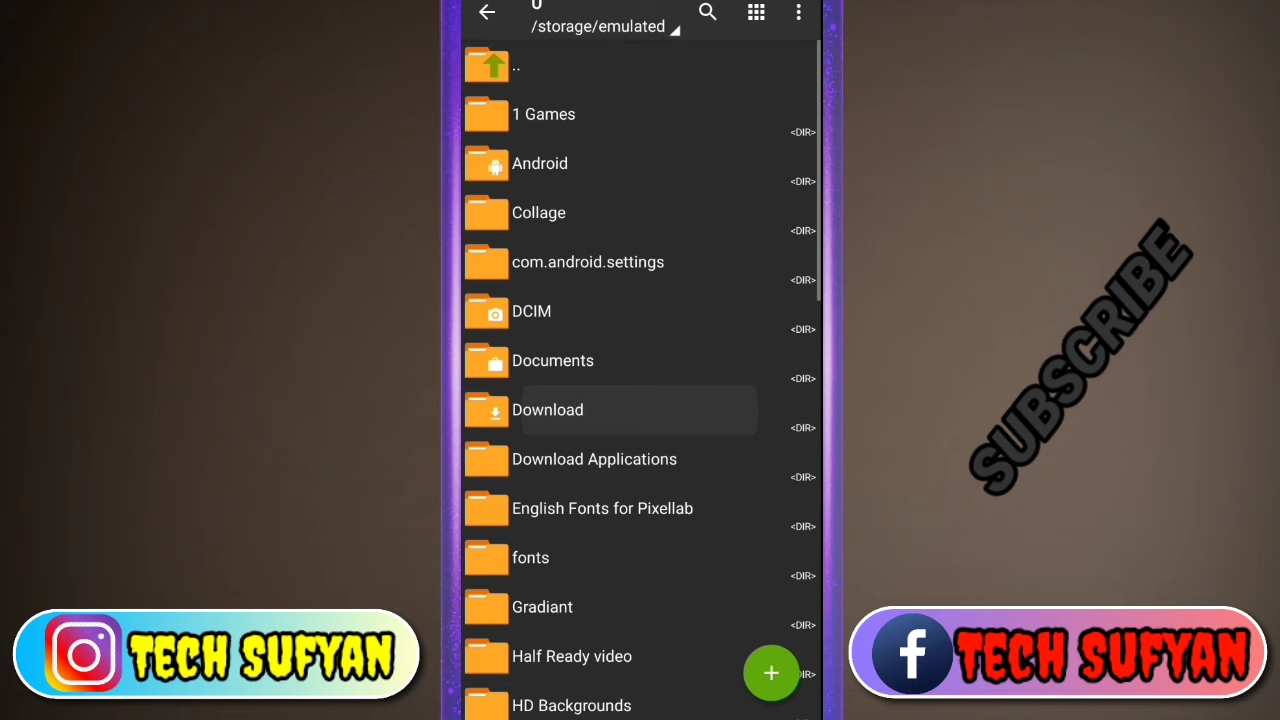 0
/storage/emulated
..
1 Games
<DIR>
Android
<DIR>
Collage
<DIR>
com.android.settings
<DIR>
DCIM
<DIR>
Documents
<DIR>
Download
<DIR>
Download Applications
<DIR>
English Fonts for Pixellab
<DIR>
fonts
<DIR>
Gradiant
<DIR>
Half Ready video
HD Backgrounds
SUBSCRIBE
TECH SUFYAN
TECH SUFYAN